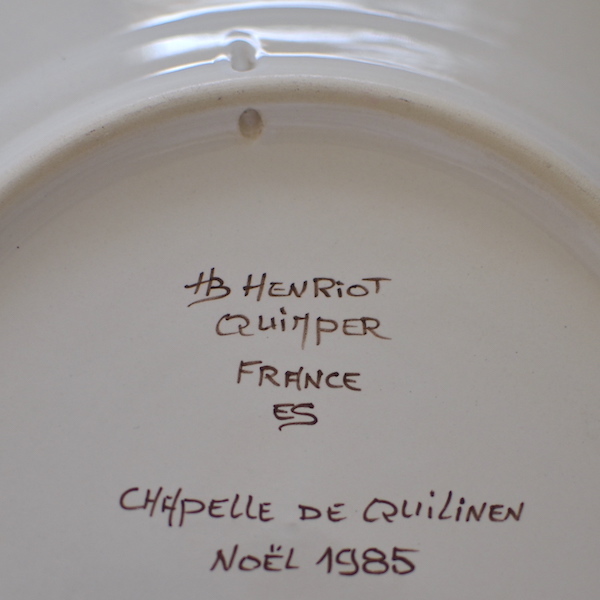 HB HENRiOT
QUiMPER
FRANCE
ES
CHAPELLE DE QUiLiNEN
NOËL 1985